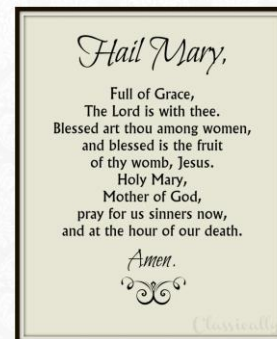 Hail Mary,
Full of Grace,
The Lord is with thee.
Blessed art thou among women,
and blessed is the fruit
of thy womb, Jesus.
Holy Mary,
Mother of God,
pray for us sinners now,
and at the hour of our death.
Amen.
Classically